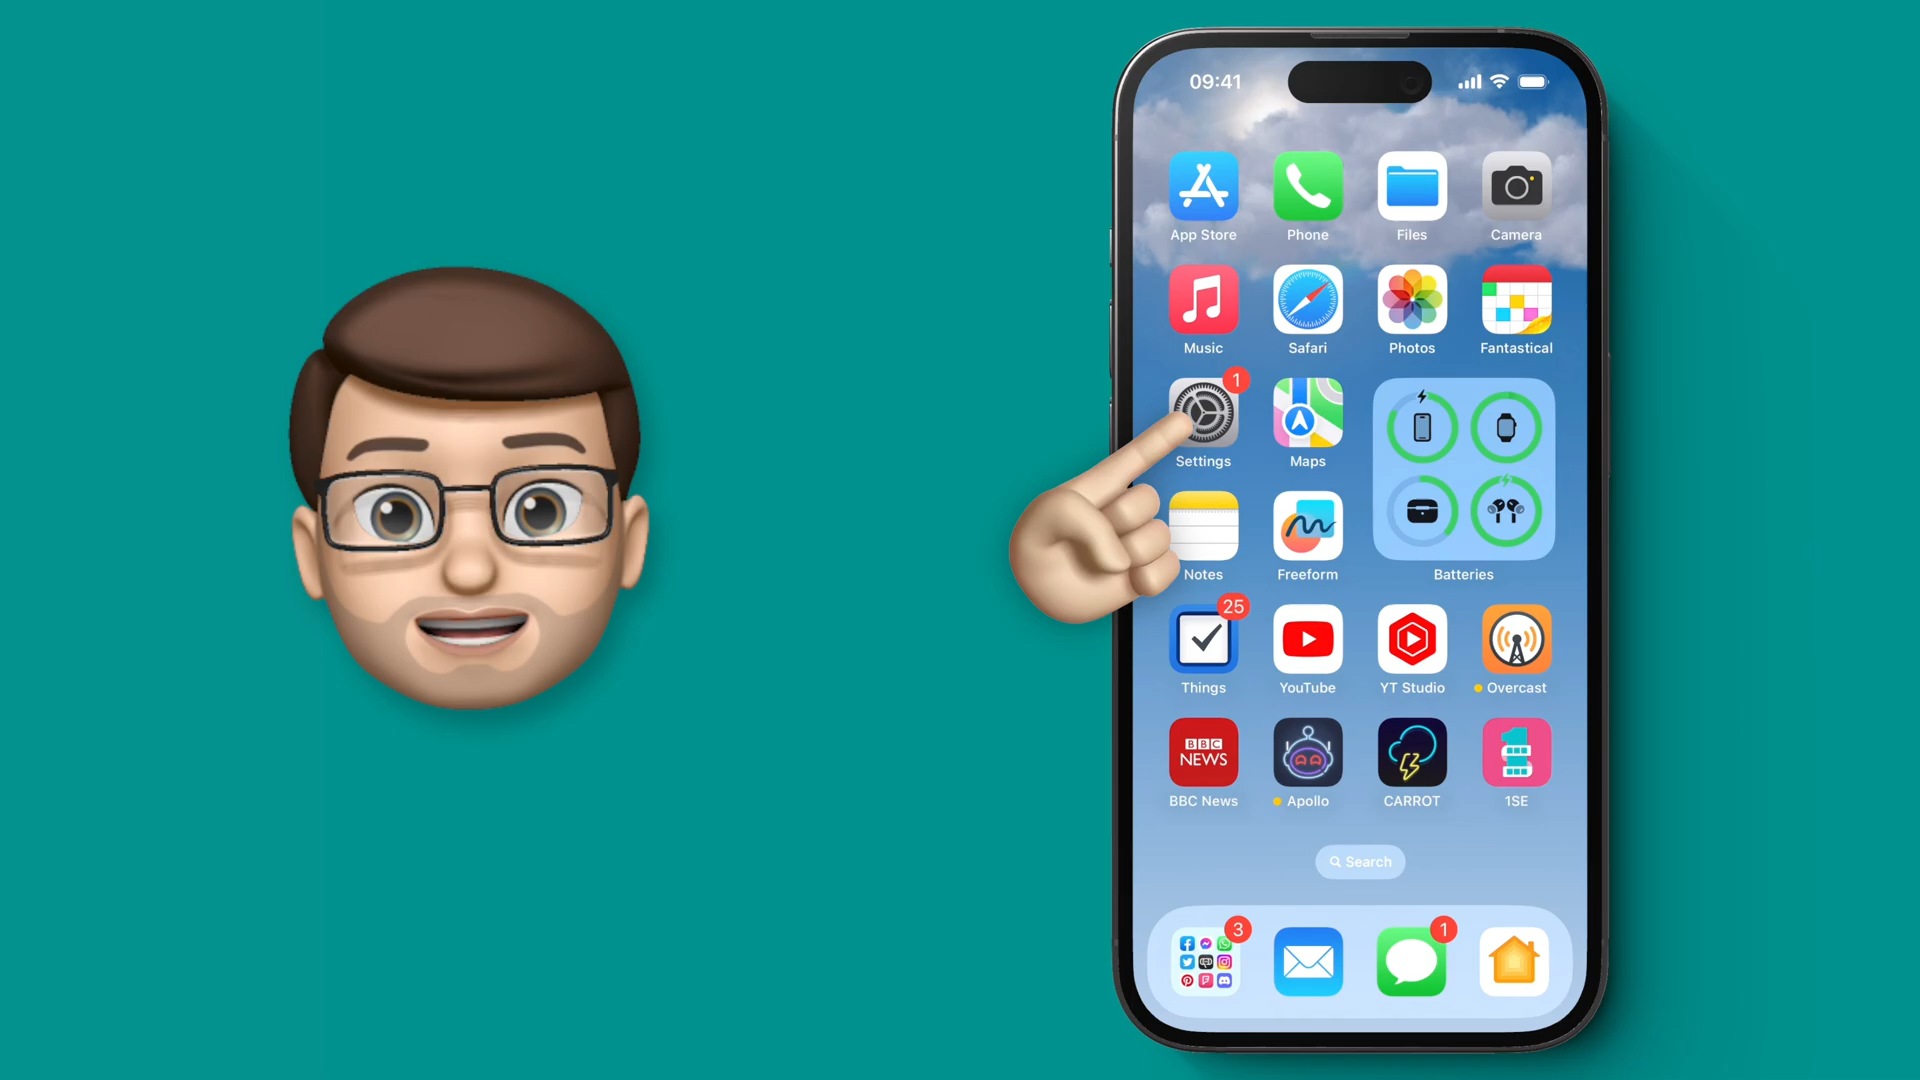 09:41
App Store Phone Files Camera
Music Safari Photos Fantastical
1
Settings Maps
Notes Freeform Batteries
25
Things YouTube YT Studio Overcast
BBC
NEWS
BBC News Apollo CARROT 1SE
Search
3 1